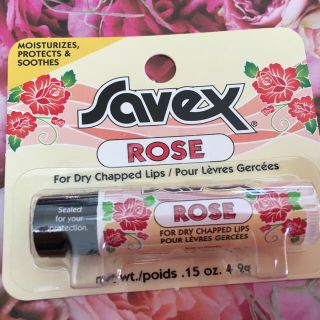 MOISTURIZES,
PROTECTS &
SOOTHES
Savex®
ROSE
For Dry Chapped Lips / Pour Lèvres Gercées
Sealed
for your
protection.
ROSE
FOR DRY CHAPPED LIPS
POUR LÈVRES GERCÉES
wt./poids .15 oz.